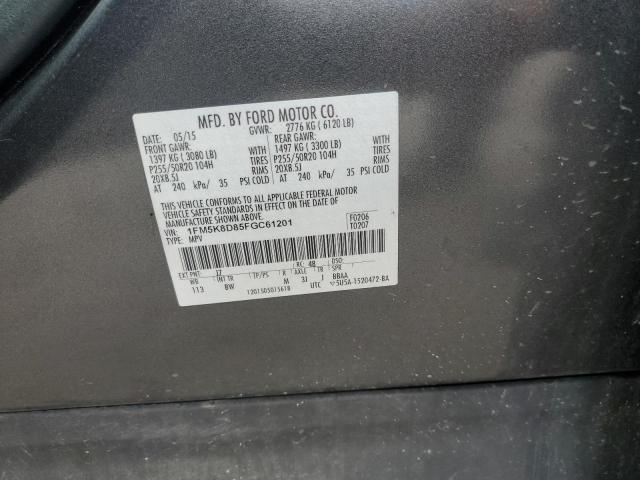 MFD. BY FORD MOTOR CO.
DATE: 05/15 GVWR: 2776 KG ( 6120 LB)
FRONT GAWR: REAR GAWR:
1397 KG ( 3080 LB) WITH 1497 KG ( 3300 LB) WITH
P255/50R20 104H TIRES P255/50R20 104H TIRES
20X8.5J RIMS 20X8.5J RIMS
AT 240 kPa/ 35 PSI COLD AT 240 kPa/ 35 PSI COLD
THIS VEHICLE CONFORMS TO ALL APPLICABLE FEDERAL MOTOR
VEHICLE SAFETY STANDARDS IN EFFECT ON THE DATE OF
MANUFACTURE SHOWN ABOVE.
VIN: 1FM5K8D85FGC61201 F0206
TYPE: MPV T0207
EXT PNT: J7 RC: 48 DSO:
WB INT TR TP/PS R AXLE TR SPR
113 BW M 3J J BBAA
1201505015678 UTC 5U5A-1520472-BA